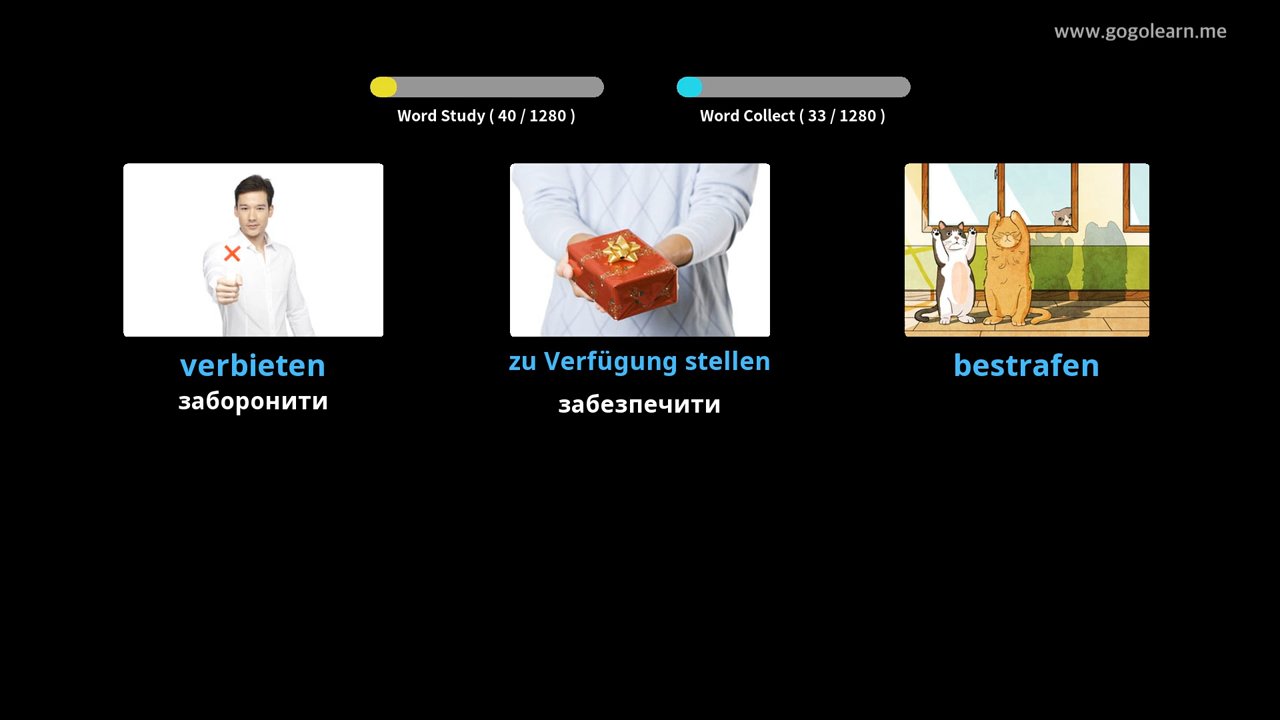 www.gogolearn.me
Word Study ( 40 / 1280 )
Word Collect ( 33 / 1280 )
verbieten
заборонити
zu Verfügung stellen
забезпечити
bestrafen